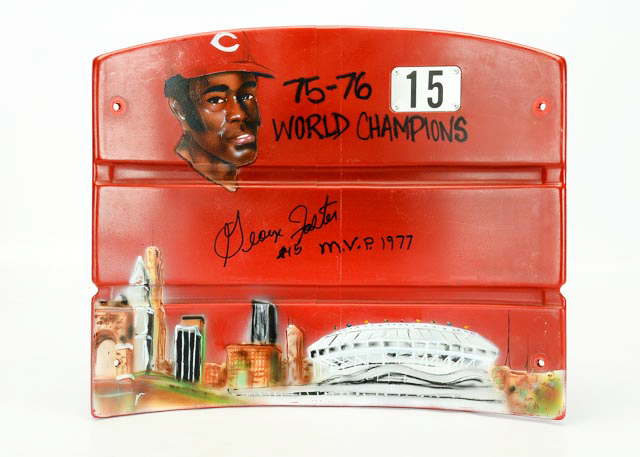 C
75-76
15
WORLD CHAMPIONS
George Foster
#15 M.V.P. 1977